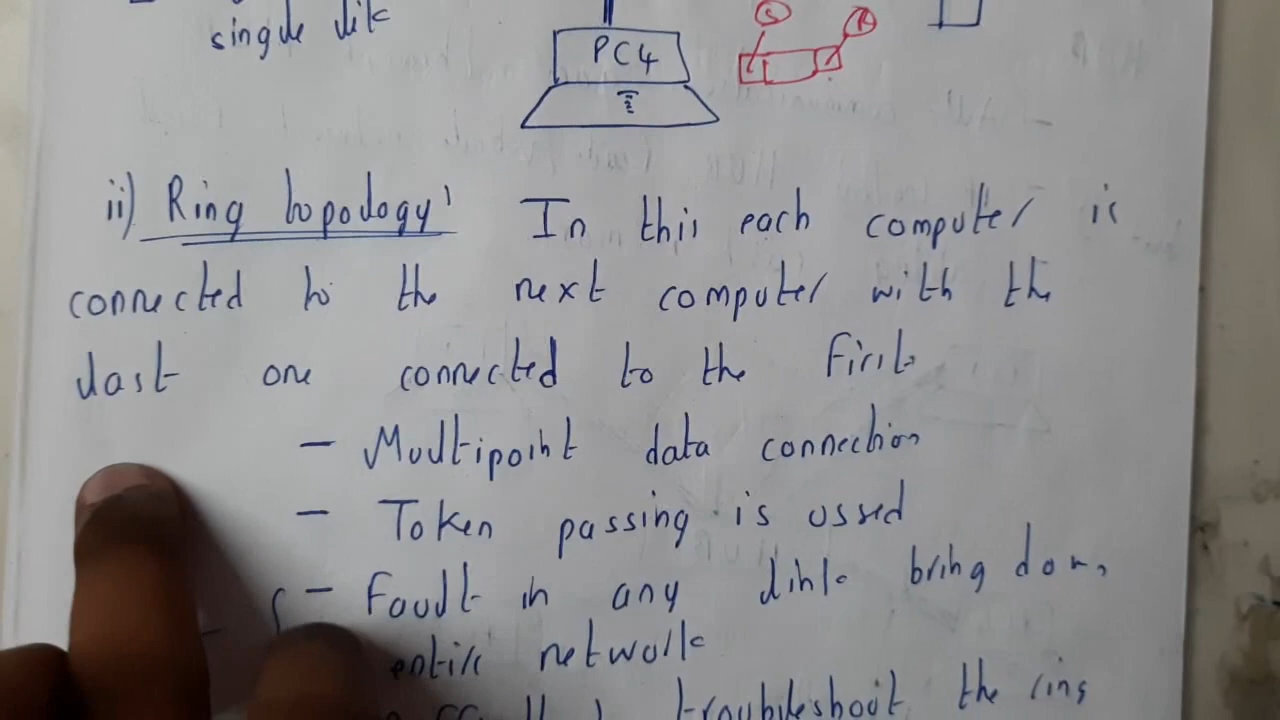 single
PC4
S
R
ii) Ring topology' In this each computer is
connected to the next computer with the
last one connected to the first
- Multipoint data connection
- Token passing is ussed
- Fault in any link bring down
entire network
troubleshoot the ring